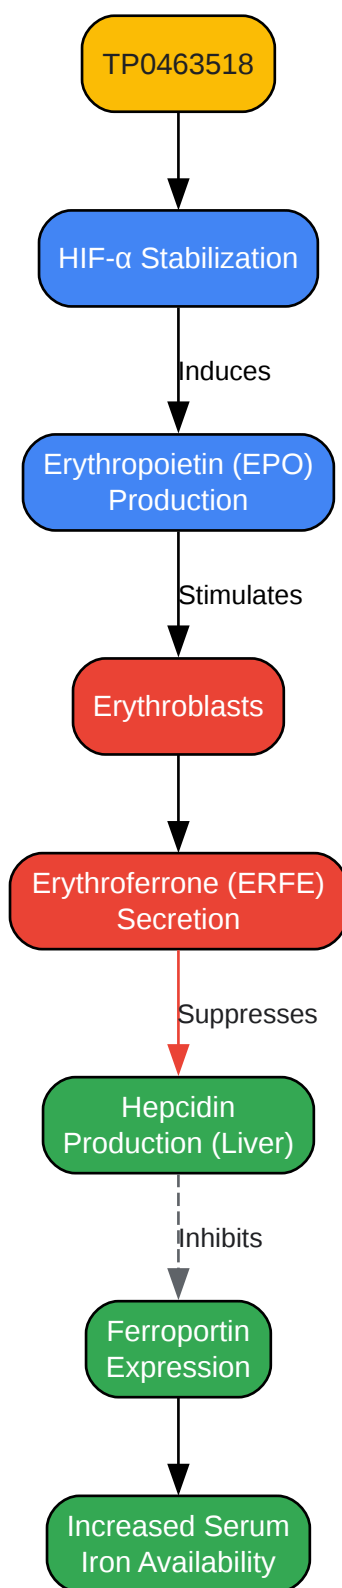 TP0463518
HIF-α Stabilization
Induces
Erythropoietin (EPO)
Production
Stimulates
Erythroblasts
Erythroferrone (ERFE)
Secretion
Suppresses
Hepcidin
Production (Liver)
Inhibits
Ferroportin
Expression
Increased Serum
Iron Availability